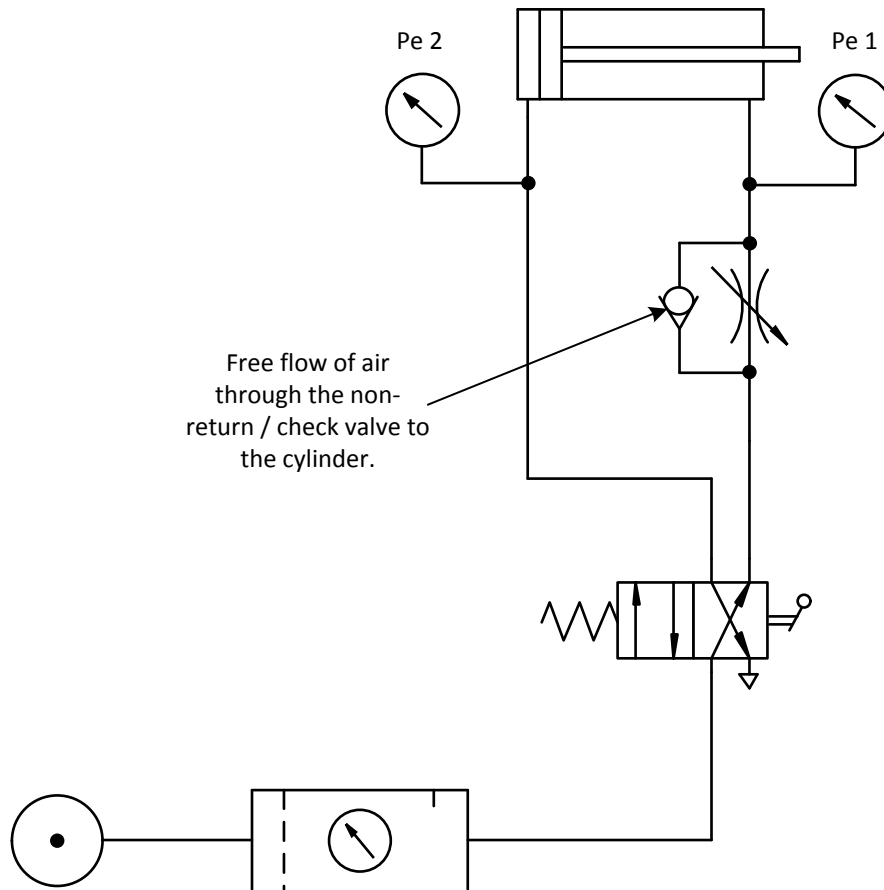 Pe 2
Pe 1
Free flow of air
through the non-
return / check valve to
the cylinder.